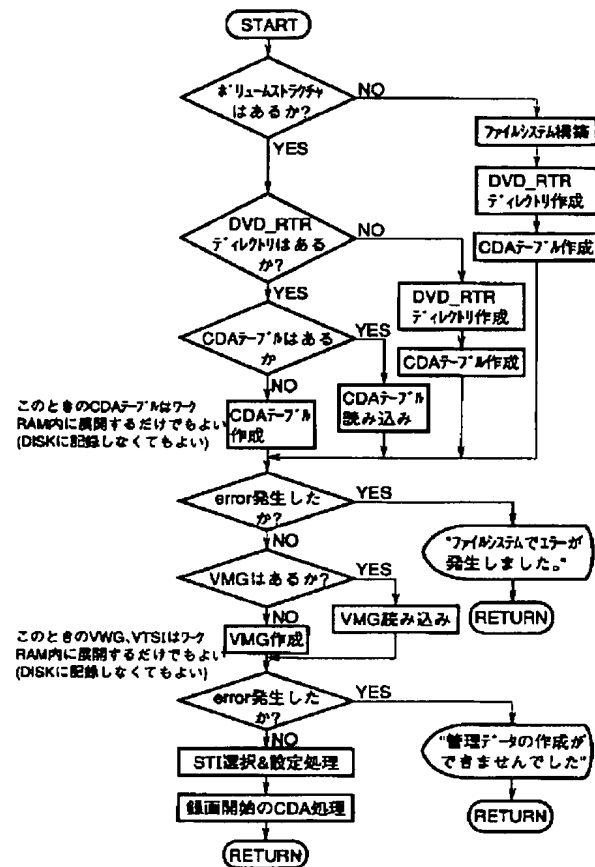 START
ボリュームストラクチャ
はあるか?
NO
YES
ファイルシステム構築
DVD_RTR
ディレクトリ作成
CDAテーブル作成
DVD_RTR
ディレクトリはある
か?
NO
YES
DVD_RTR
ディレクトリ作成
CDAテーブル作成
CDAテーブルはある
か
YES
NO
CDAテーブル
読み込み
このときのCDAテーブルはワーク
RAM内に展開するだけでもよい
(DISKに記録しなくてもよい)
CDAテーブル
作成
error発生した
か?
YES
NO
"ファイルシステムでエラーが
発生しました。"
RETURN
VMGはあるか?
YES
NO
VMG読み込み
このときのVWG、VTSIはワーク
RAM内に展開するだけでもよい
(DISKに記録しなくてもよい)
VMG作成
error発生した
か?
YES
NO
"管理データの作成が
できませんでした"
RETURN
STI選択&設定処理
録画開始のCDA処理
RETURN